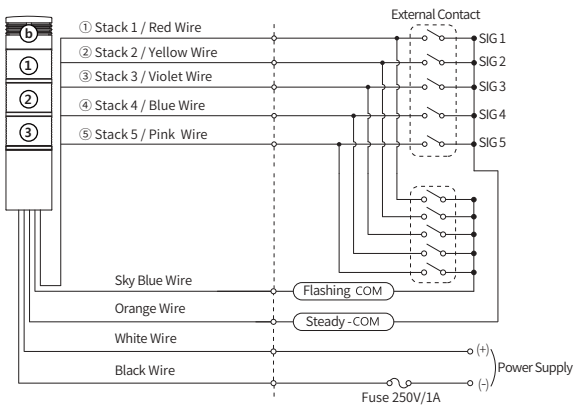 External Contact
b
① Stack 1 / Red Wire
SIG 1
② Stack 2 / Yellow Wire
SIG 2
①
③ Stack 3 / Violet Wire
SIG 3
②
④ Stack 4 / Blue Wire
SIG 4
③
⑤ Stack 5 / Pink Wire
SIG 5
Sky Blue Wire
Flashing COM
Orange Wire
Steady - COM
White Wire
(+)
Power Supply
Black Wire
(-)
Fuse 250V/1A